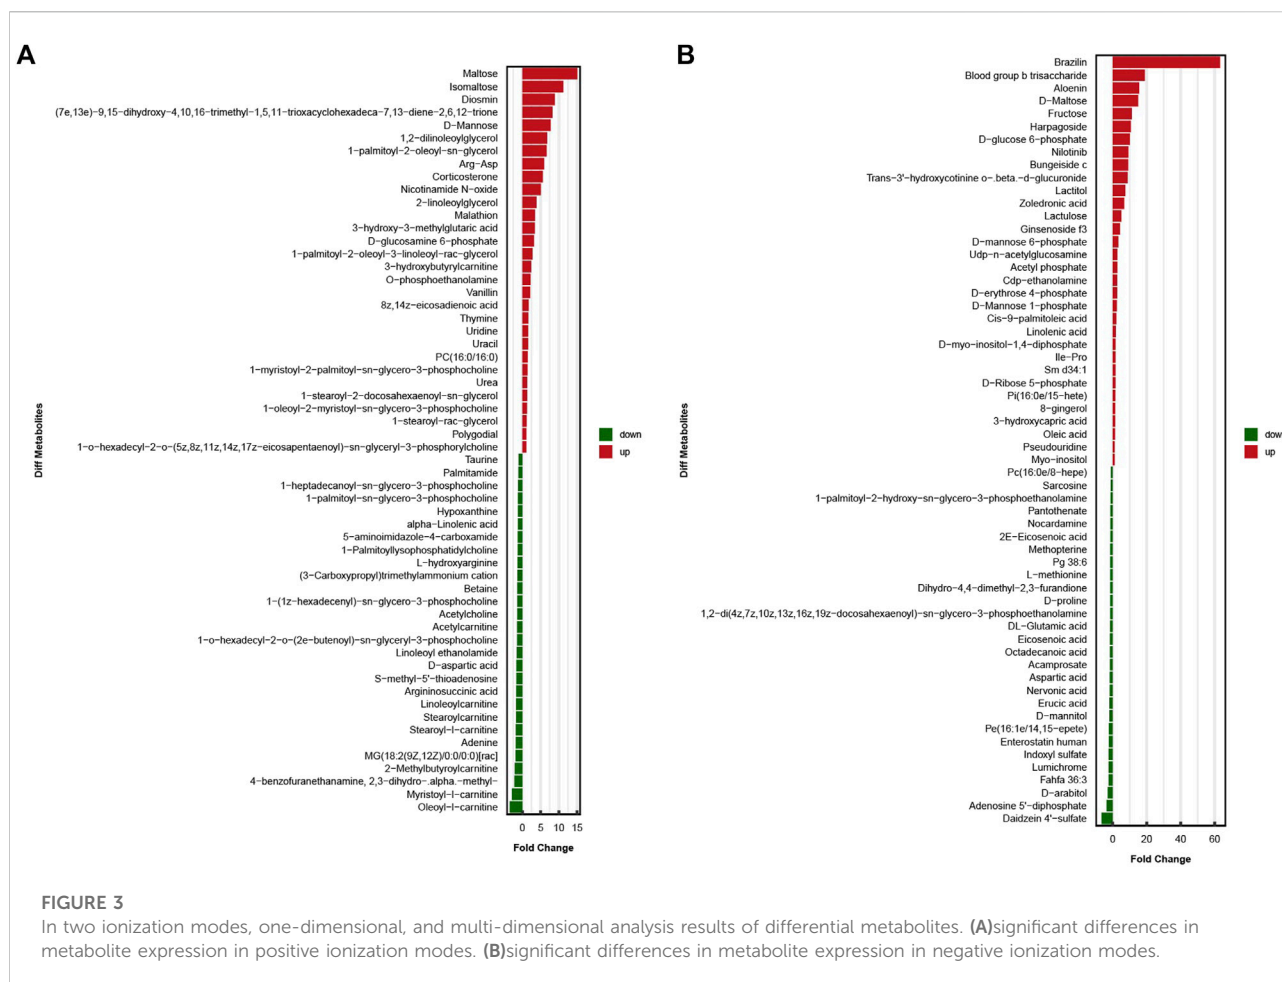 A
Maltose
Isomaltose
Diosmin
(7e,13e)−9,15−dihydroxy−4,10,16−trimethyl−1,5,11−trioxacyclohexadeca−7,13−diene−2,6,12−trione
D−Mannose
1,2−dilinoleoylglycerol
1−palmitoyl−2−oleoyl−sn−glycerol
Arg−Asp
Corticosterone
Nicotinamide N−oxide
2−linoleoylglycerol
Malathion
3−hydroxy−3−methylglutaric acid
D−glucosamine 6−phosphate
1−palmitoyl−2−oleoyl−3−linoleoyl−rac−glycerol
3−hydroxybutyrylcarnitine
O−phosphoethanolamine
Vanillin
8z,14z−eicosadienoic acid
Thymine
Uridine
Uracil
PC(16:0/16:0)
1−myristoyl−2−palmitoyl−sn−glycero−3−phosphocholine
Urea
1−stearoyl−2−docosahexaenoyl−sn−glycerol
1−oleoyl−2−myristoyl−sn−glycero−3−phosphocholine
1−stearoyl−rac−glycerol
Polygodial
1−o−hexadecyl−2−o−(5z,8z,11z,14z,17z−eicosapentaenoyl)−sn−glyceryl−3−phosphorylcholine
Taurine
Palmitamide
1−heptadecanoyl−sn−glycero−3−phosphocholine
1−palmitoyl−sn−glycero−3−phosphocholine
Hypoxanthine
alpha−Linolenic acid
5−aminoimidazole−4−carboxamide
1−Palmitoyllysophosphatidylcholine
L−hydroxyarginine
(3−Carboxypropyl)trimethylammonium cation
Betaine
1−(1z−hexadecenyl)−sn−glycero−3−phosphocholine
Acetylcholine
Acetylcarnitine
1−o−hexadecyl−2−o−(2e−butenoyl)−sn−glyceryl−3−phosphocholine
Linoleoyl ethanolamide
D−aspartic acid
S−methyl−5'−thioadenosine
Argininosuccinic acid
Linoleoylcarnitine
Stearoylcarnitine
Stearoyl−l−carnitine
Adenine
MG(18:2(9Z,12Z)/0:0/0:0)[rac]
2−Methylbutyroylcarnitine
4−benzofuranethanamine, 2,3−dihydro−.alpha.−methyl−
Myristoyl−l−carnitine
Oleoyl−l−carnitine
0 5 10 15
Fold Change
Diff Metabolites
down
up
B
Brazilin
Blood group b trisaccharide
Aloenin
D−Maltose
Fructose
Harpagoside
D−glucose 6−phosphate
Nilotinib
Bungeiside c
Trans−3'−hydroxycotinine o−.beta.−d−glucuronide
Lactitol
Zoledronic acid
Lactulose
Ginsenoside f3
D−mannose 6−phosphate
Udp−n−acetylglucosamine
Acetyl phosphate
Cdp−ethanolamine
D−erythrose 4−phosphate
D−Mannose 1−phosphate
Cis−9−palmitoleic acid
Linolenic acid
D−myo−inositol−1,4−diphosphate
Ile−Pro
Sm d34:1
D−Ribose 5−phosphate
Pi(16:0e/15−hete)
8−gingerol
3−hydroxycapric acid
Oleic acid
Pseudouridine
Myo−inositol
Pc(16:0e/8−hepe)
Sarcosine
1−palmitoyl−2−hydroxy−sn−glycero−3−phosphoethanolamine
Pantothenate
Nocardamine
2E−Eicosenoic acid
Methopterine
Pg 38:6
L−methionine
Dihydro−4,4−dimethyl−2,3−furandione
D−proline
1,2−di(4z,7z,10z,13z,16z,19z−docosahexaenoyl)−sn−glycero−3−phosphoethanolamine
DL−Glutamic acid
Eicosenoic acid
Octadecanoic acid
Acamprosate
Aspartic acid
Nervonic acid
Erucic acid
D−mannitol
Pe(16:1e/14,15−epete)
Enterostatin human
Indoxyl sulfate
Lumichrome
Fahfa 36:3
D−arabitol
Adenosine 5'−diphosphate
Daidzein 4'−sulfate
0 20 40 60
Fold Change
Diff Metabolites
down
up
FIGURE 3
In two ionization modes, one-dimensional, and multi-dimensional analysis results of differential metabolites. (A)significant differences in
metabolite expression in positive ionization modes. (B)significant differences in metabolite expression in negative ionization modes.